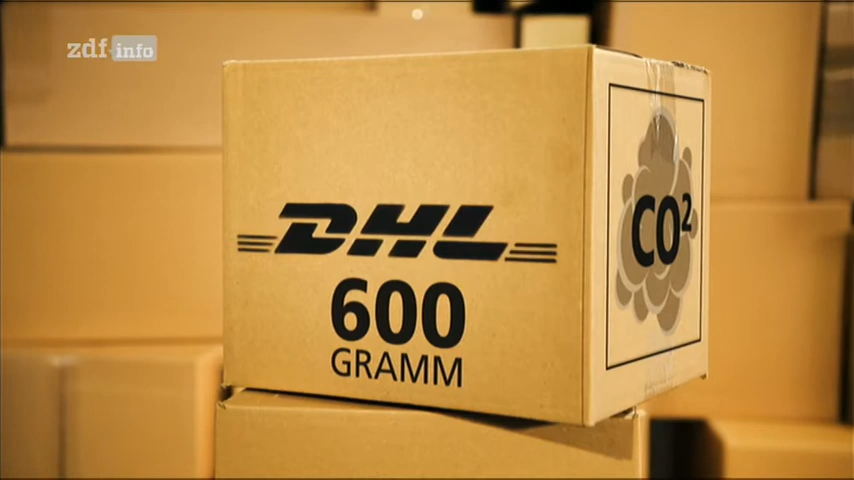 zdf-info
DHL
600
GRAMM
CO²